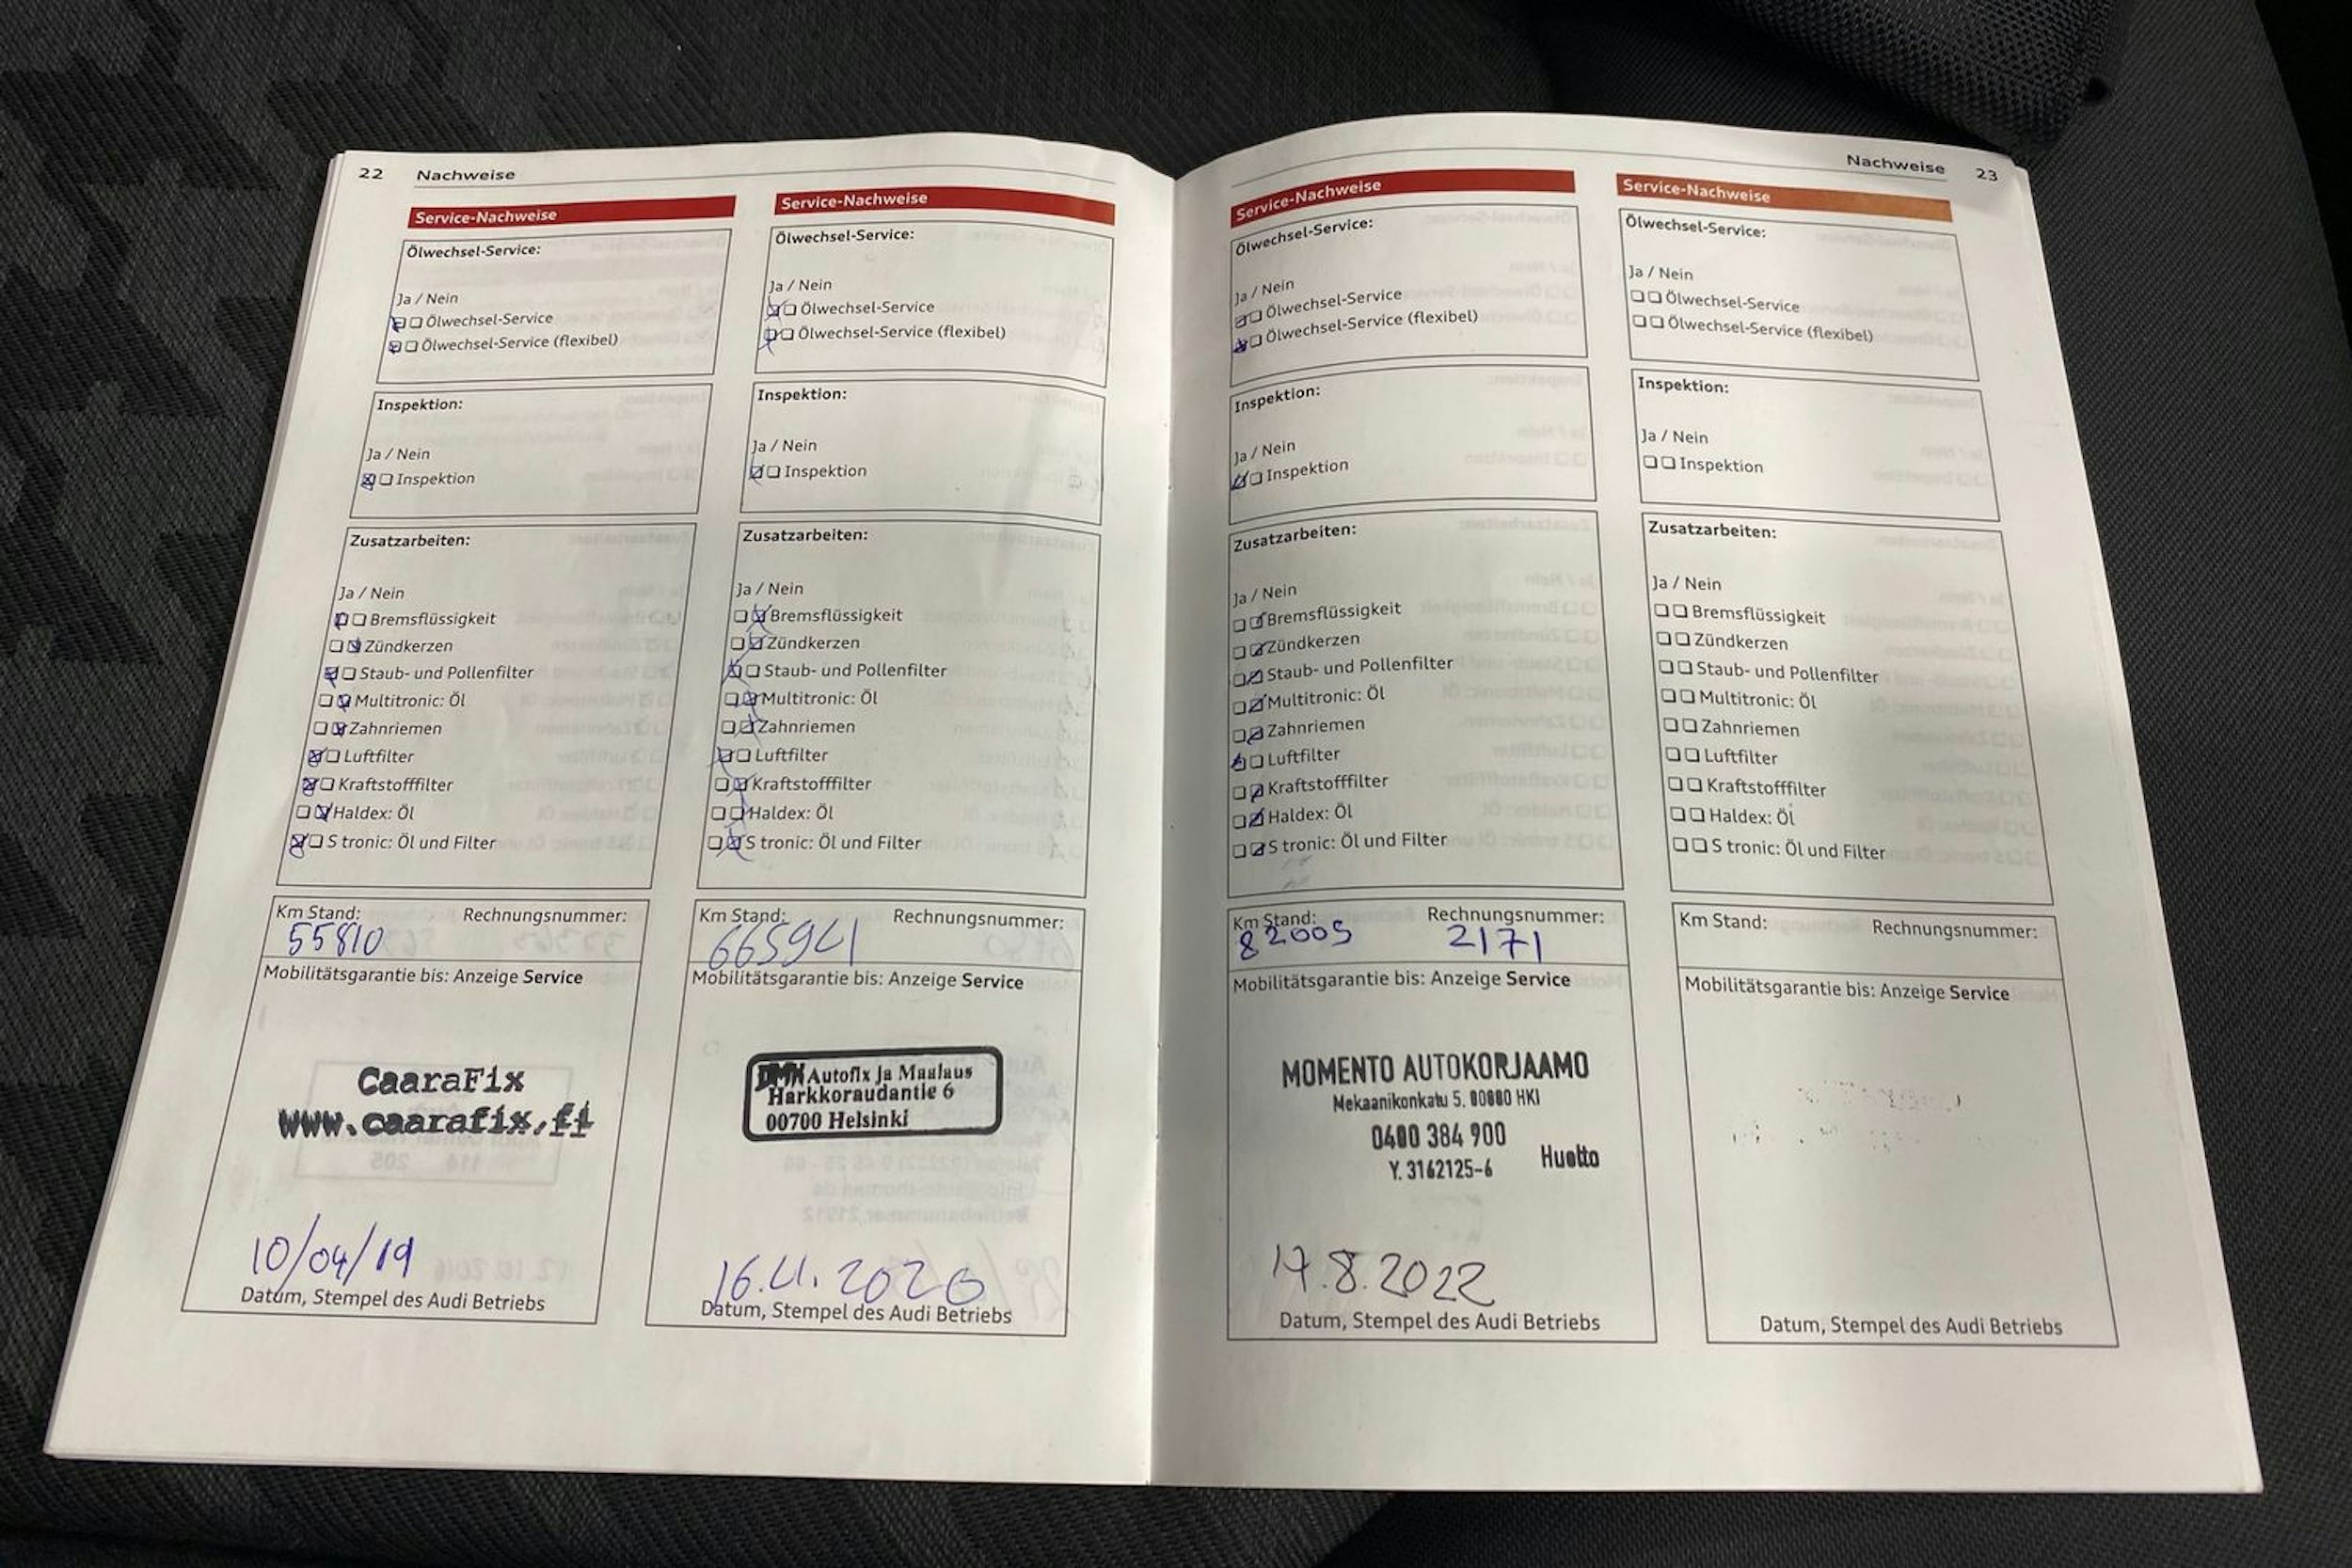 22 Nachweise
Service-Nachweise
Ölwechsel-Service:
Ja / Nein
Ölwechsel-Service
Ölwechsel-Service (flexibel)
Inspektion:
Ja / Nein
Inspektion
Zusatzarbeiten:
Ja / Nein
Bremsflüssigkeit
Zündkerzen
Staub- und Pollenfilter
Multitronic: Öl
Zahnriemen
Luftfilter
Kraftstofffilter
Haldex: Öl
S tronic: Öl und Filter
Km Stand: Rechnungsnummer:
55810
Mobilitätsgarantie bis: Anzeige Service
CaaraFix
www.caarafix.fi
10/04/19
Datum, Stempel des Audi Betriebs
Service-Nachweise
Ölwechsel-Service:
Ja / Nein
Ölwechsel-Service
Ölwechsel-Service (flexibel)
Inspektion:
Ja / Nein
Inspektion
Zusatzarbeiten:
Ja / Nein
Bremsflüssigkeit
Zündkerzen
Staub- und Pollenfilter
Multitronic: Öl
Zahnriemen
Luftfilter
Kraftstofffilter
Haldex: Öl
S tronic: Öl und Filter
Km Stand: Rechnungsnummer:
Mobilitätsgarantie bis: Anzeige Service
DMN Autofix ja Maalaus
Harkkoraudantie 6
00700 Helsinki
Datum, Stempel des Audi Betriebs
Nachweise 23
Service-Nachweise
Ölwechsel-Service:
Ja / Nein
Ölwechsel-Service
Ölwechsel-Service (flexibel)
Inspektion:
Ja / Nein
Inspektion
Zusatzarbeiten:
Ja / Nein
Bremsflüssigkeit
Zündkerzen
Staub- und Pollenfilter
Multitronic: Öl
Zahnriemen
Luftfilter
Kraftstofffilter
Haldex: Öl
S tronic: Öl und Filter
Km Stand: Rechnungsnummer:
82005 2171
Mobilitätsgarantie bis: Anzeige Service
MOMENTO AUTOKORJAAMO
Mekaanikonkatu 5. 00880 HKI
0400 384 900
Y. 3162125-6 Huolto
17.8.2022
Datum, Stempel des Audi Betriebs
Service-Nachweise
Ölwechsel-Service:
Ja / Nein
Ölwechsel-Service
Ölwechsel-Service (flexibel)
Inspektion:
Ja / Nein
Inspektion
Zusatzarbeiten:
Ja / Nein
Bremsflüssigkeit
Zündkerzen
Staub- und Pollenfilter
Multitronic: Öl
Zahnriemen
Luftfilter
Kraftstofffilter
Haldex: Öl
S tronic: Öl und Filter
Km Stand: Rechnungsnummer:
Mobilitätsgarantie bis: Anzeige Service
Datum, Stempel des Audi Betriebs